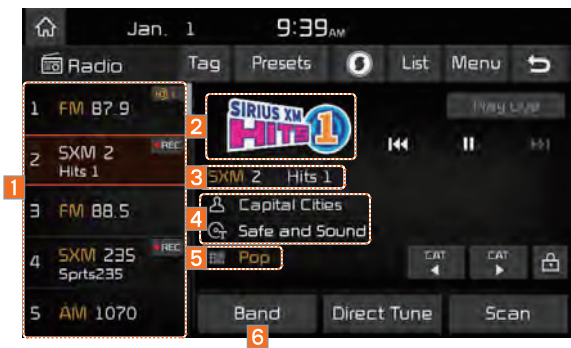 Jan. 1 9:39 AM
Radio Tag Presets List Menu
1 FM 87.9
2 SXM 2 REC
Hits 1
3 FM 88.5
4 SXM 235 REC
Sprts235
5 AM 1070
1
2 SIRIUS XM
HITS 1
Play Live
3 SXM 2 Hits 1
4 Capital Cities
Safe and Sound
5 Pop
CAT CAT
Band Direct Tune Scan
6